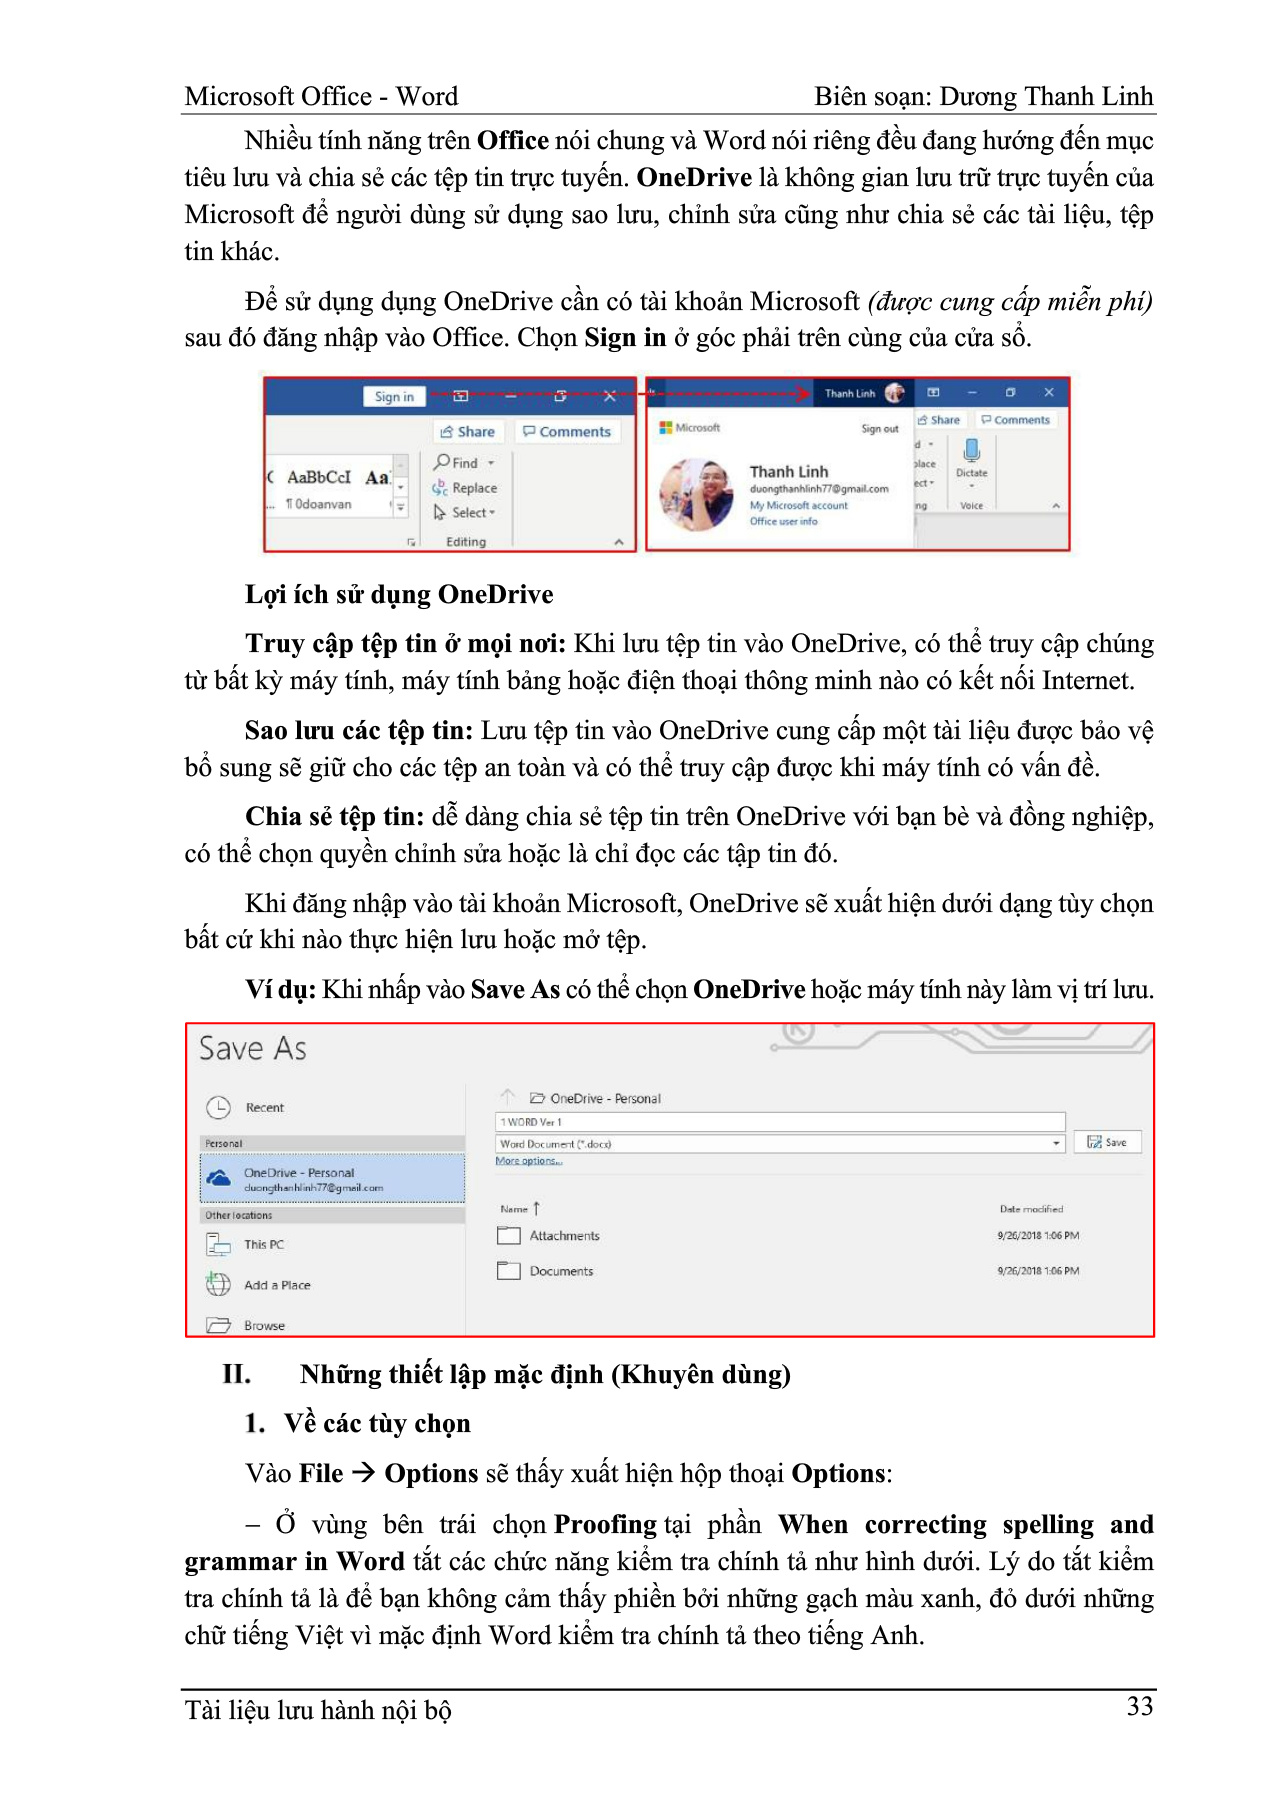 Microsoft Office - Word Biên soạn: Dương Thanh Linh
Nhiều tính năng trên Office nói chung và Word nói riêng đều đang hướng đến mục
tiêu lưu và chia sẻ các tệp tin trực tuyến. OneDrive là không gian lưu trữ trực tuyến của
Microsoft để người dùng sử dụng sao lưu, chỉnh sửa cũng như chia sẻ các tài liệu, tệp
tin khác.
Để sử dụng dụng OneDrive cần có tài khoản Microsoft (được cung cấp miễn phí)
sau đó đăng nhập vào Office. Chọn Sign in ở góc phải trên cùng của cửa sổ.
Sign in
Share Comments
Find
AaBbCcI Aa
Replace
¶ 0doanvan
Select
Editing
Thanh Linh
Microsoft Sign out
Share Comments
Thanh Linh
duongthanhlinh77@gmail.com
My Microsoft account
Office user info
Dictate
Voice
Lợi ích sử dụng OneDrive
Truy cập tệp tin ở mọi nơi: Khi lưu tệp tin vào OneDrive, có thể truy cập chúng
từ bất kỳ máy tính, máy tính bảng hoặc điện thoại thông minh nào có kết nối Internet.
Sao lưu các tệp tin: Lưu tệp tin vào OneDrive cung cấp một tài liệu được bảo vệ
bổ sung sẽ giữ cho các tệp an toàn và có thể truy cập được khi máy tính có vấn đề.
Chia sẻ tệp tin: dễ dàng chia sẻ tệp tin trên OneDrive với bạn bè và đồng nghiệp,
có thể chọn quyền chỉnh sửa hoặc là chỉ đọc các tập tin đó.
Khi đăng nhập vào tài khoản Microsoft, OneDrive sẽ xuất hiện dưới dạng tùy chọn
bất cứ khi nào thực hiện lưu hoặc mở tệp.
Ví dụ: Khi nhấp vào Save As có thể chọn OneDrive hoặc máy tính này làm vị trí lưu.
Save As
Recent
Personal
OneDrive - Personal
duongthanhlinh77@gmail.com
Other locations
This PC
Add a Place
Browse
OneDrive - Personal
1 WORD Ver 1
Word Document (*.docx) Save
More options...
Name ↑ Date modified
Attachments 9/26/2018 1:06 PM
Documents 9/26/2018 1:06 PM
II. Những thiết lập mặc định (Khuyên dùng)
1. Về các tùy chọn
Vào File → Options sẽ thấy xuất hiện hộp thoại Options:
– Ở vùng bên trái chọn Proofing tại phần When correcting spelling and
grammar in Word tắt các chức năng kiểm tra chính tả như hình dưới. Lý do tắt kiểm
tra chính tả là để bạn không cảm thấy phiền bởi những gạch màu xanh, đỏ dưới những
chữ tiếng Việt vì mặc định Word kiểm tra chính tả theo tiếng Anh.
Tài liệu lưu hành nội bộ 33